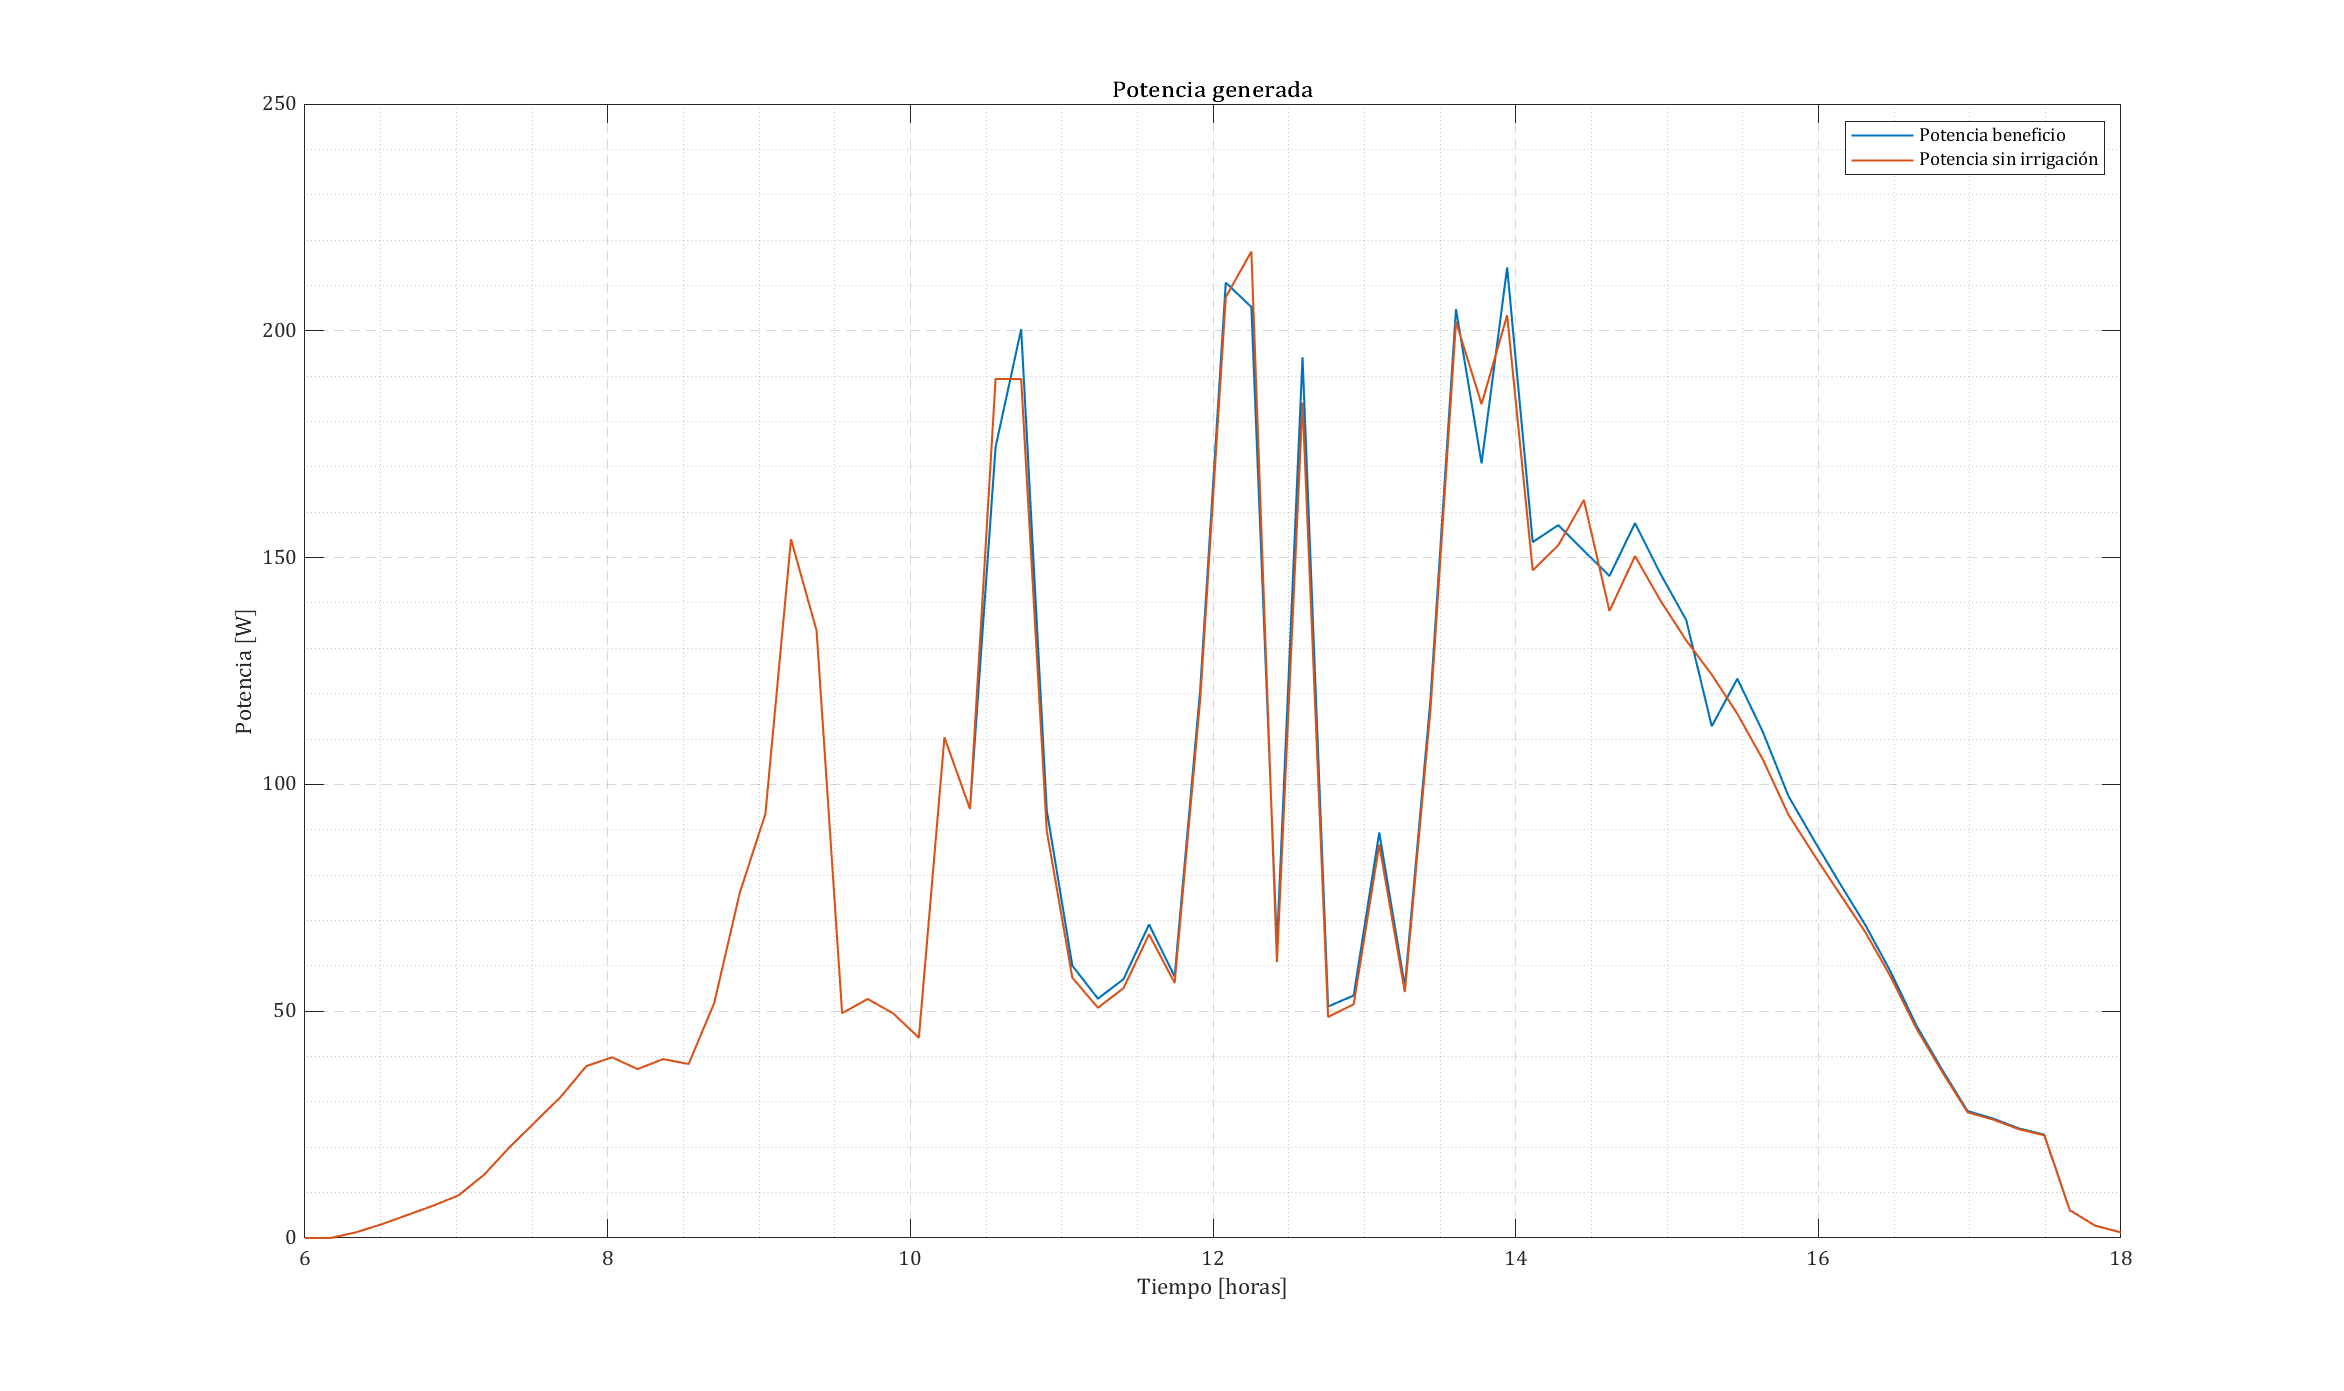 Potencia generada
250
200
150
100
50
0
Potencia [W]
Potencia beneficio
Potencia sin irrigación
6 8 10 12 14 16 18
Tiempo [horas]